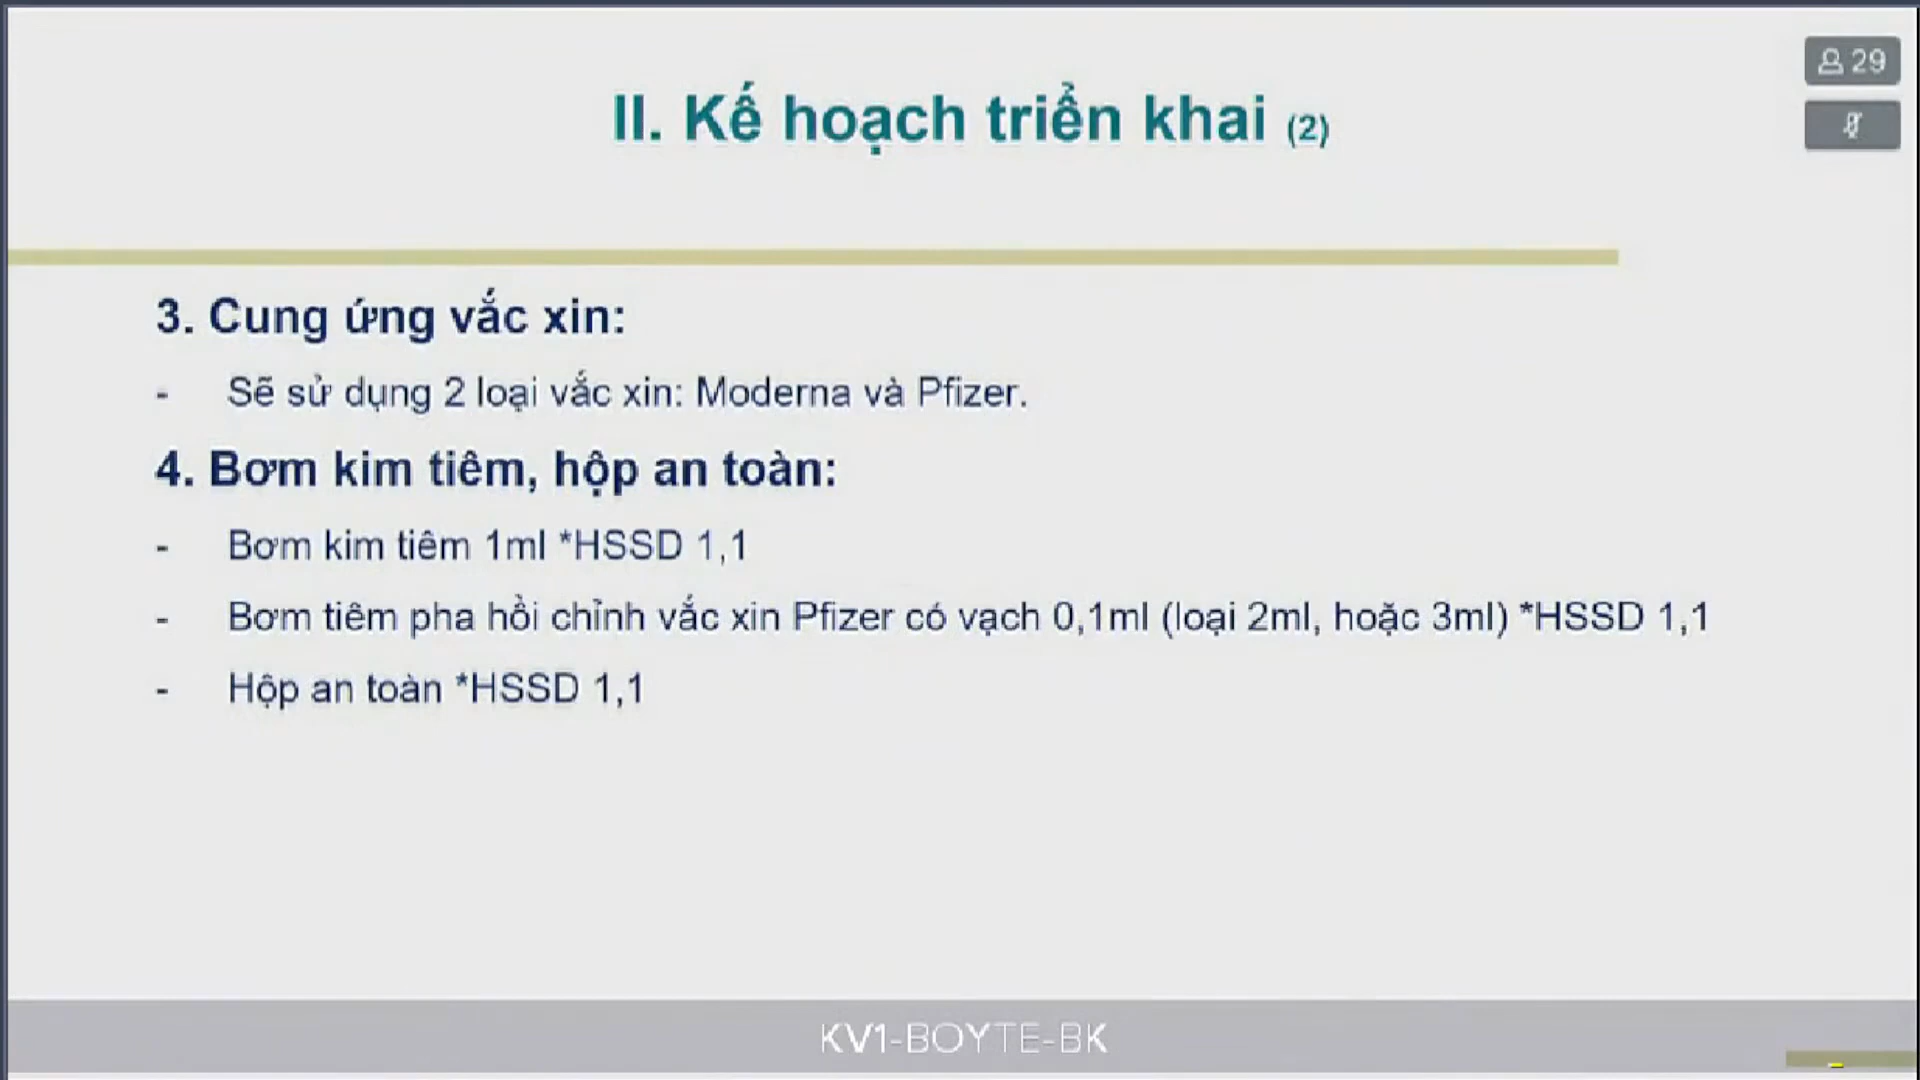 29
II. Kế hoạch triển khai (2)
3. Cung ứng vắc xin:
- Sẽ sử dụng 2 loại vắc xin: Moderna và Pfizer.
4. Bơm kim tiêm, hộp an toàn:
- Bơm kim tiêm 1ml *HSSD 1,1
- Bơm tiêm pha hồi chỉnh vắc xin Pfizer có vạch 0,1ml (loại 2ml, hoặc 3ml) *HSSD 1,1
- Hộp an toàn *HSSD 1,1
KV1-BOYTE-BK